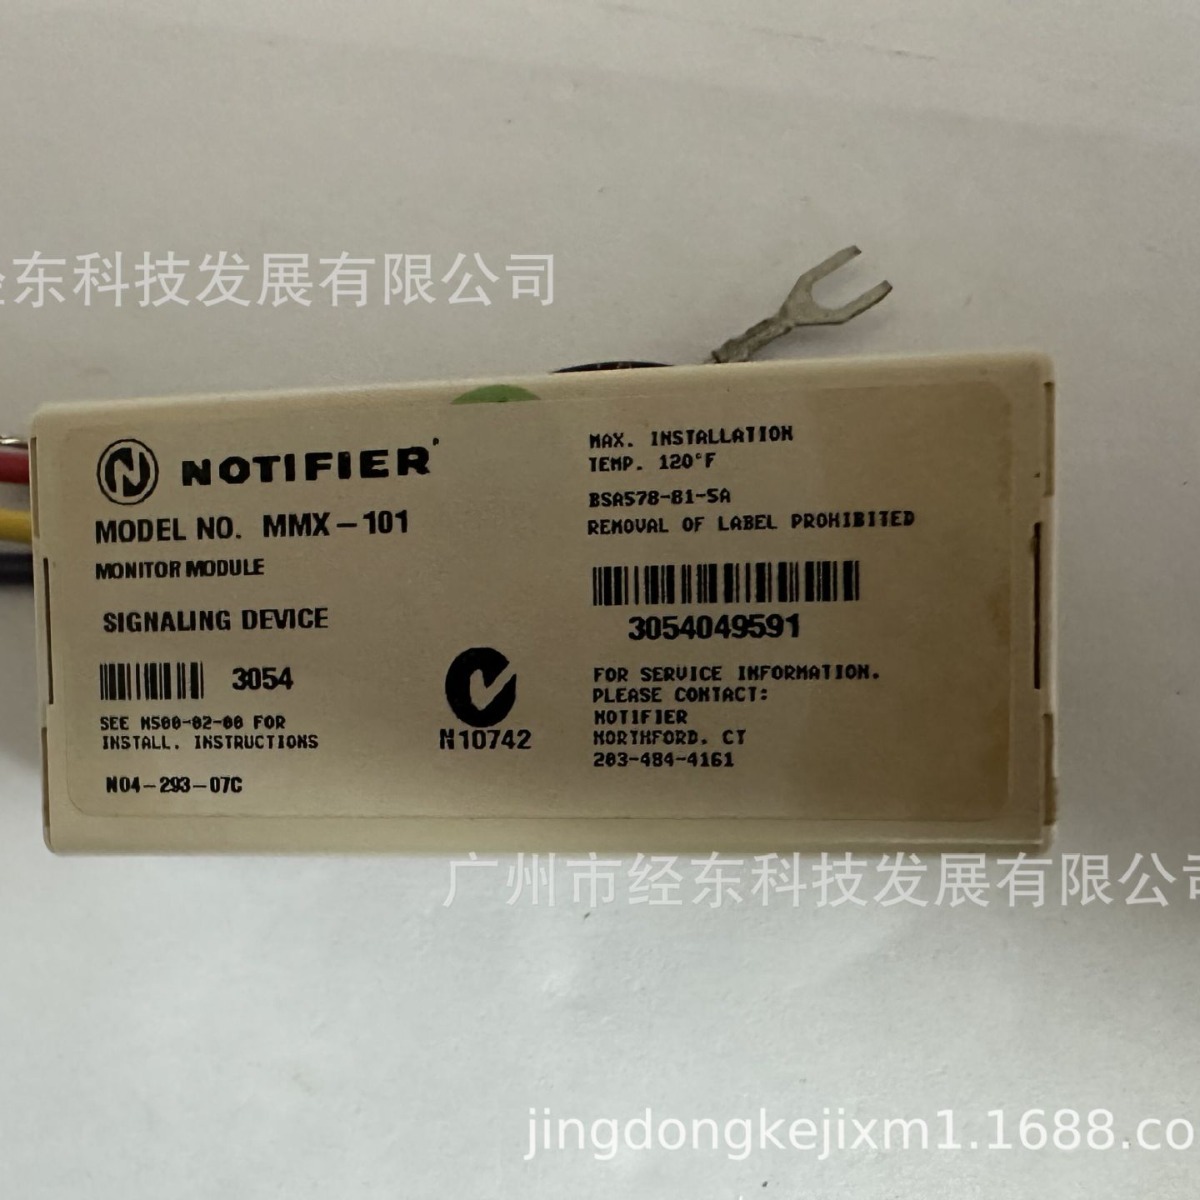 东科技发展有限公司
NOTIFIER
MODEL NO. MMX-101
MONITOR MODULE
SIGNALING DEVICE
3054
SEE M500-02-00 FOR
INSTALL. INSTRUCTIONS
N04-293-07C
N10742
MAX. INSTALLATION
TEMP. 120°F
BSA578-81-5A
REMOVAL OF LABEL PROHIBITED
3054049591
FOR SERVICE INFORMATION.
PLEASE CONTACT:
NOTIFIER
NORTHFORD. CT
203-484-4161
广州市经东科技发展有限公司
jingdongkejixm1.1688.co